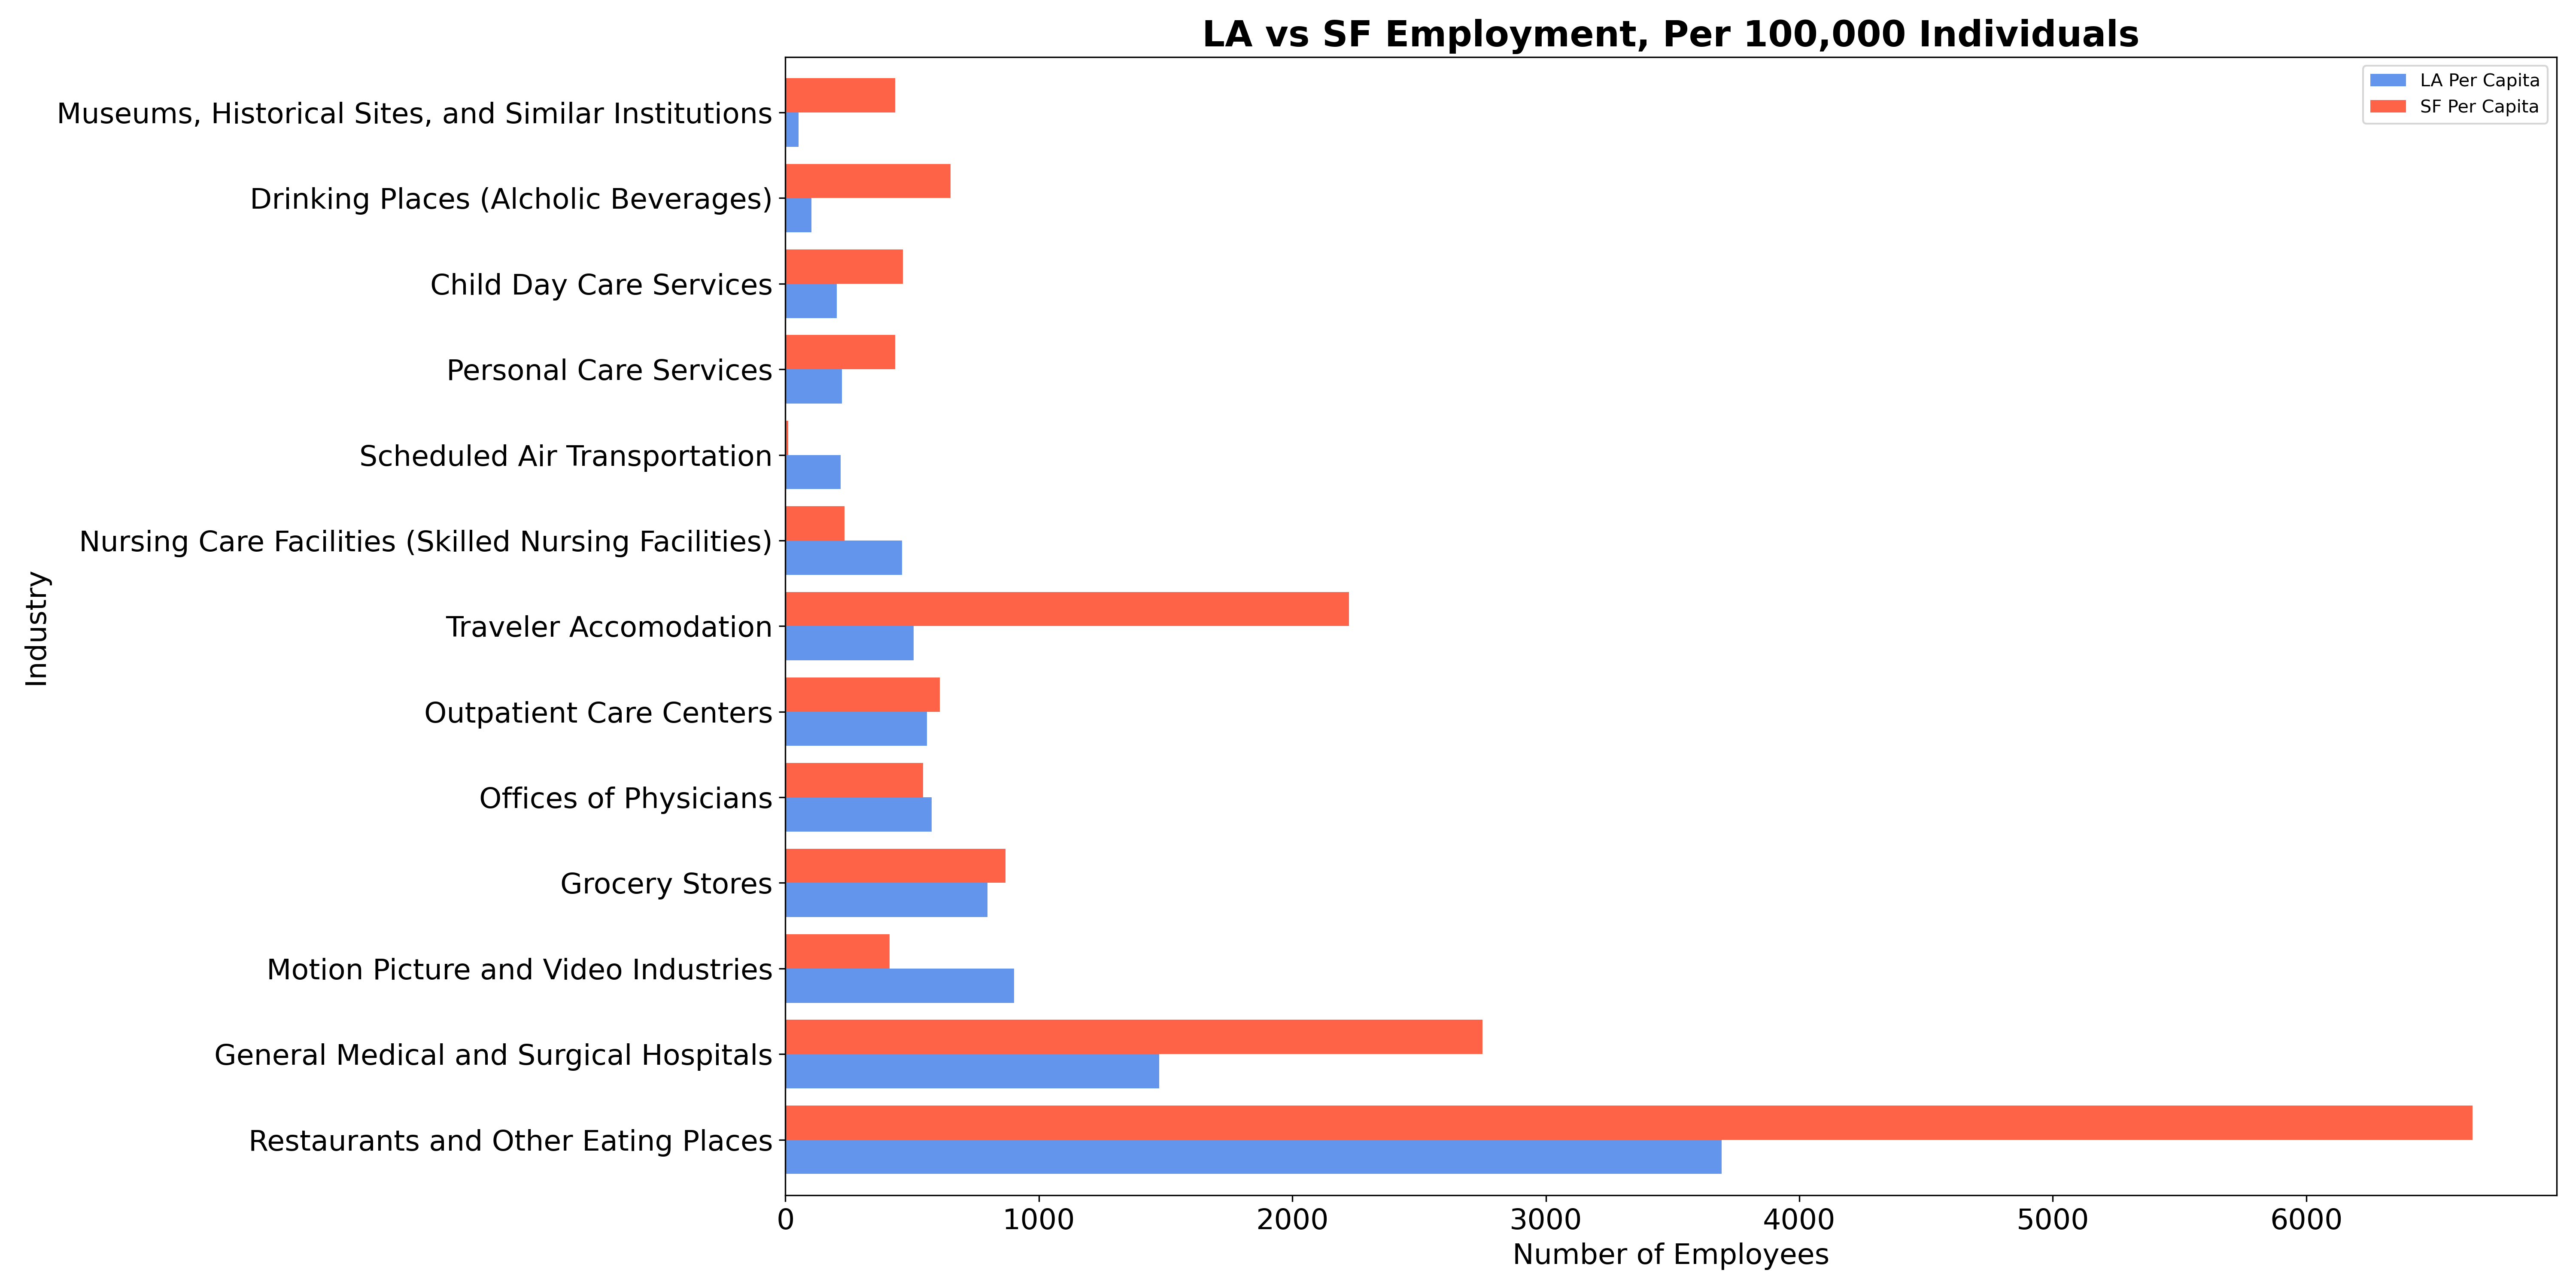 LA vs SF Employment, Per 100,000 Individuals
LA Per Capita
SF Per Capita
Museums, Historical Sites, and Similar Institutions
Drinking Places (Alcholic Beverages)
Child Day Care Services
Personal Care Services
Scheduled Air Transportation
Nursing Care Facilities (Skilled Nursing Facilities)
Traveler Accomodation
Outpatient Care Centers
Offices of Physicians
Grocery Stores
Motion Picture and Video Industries
General Medical and Surgical Hospitals
Restaurants and Other Eating Places
Industry
0 1000 2000 3000 4000 5000 6000
Number of Employees